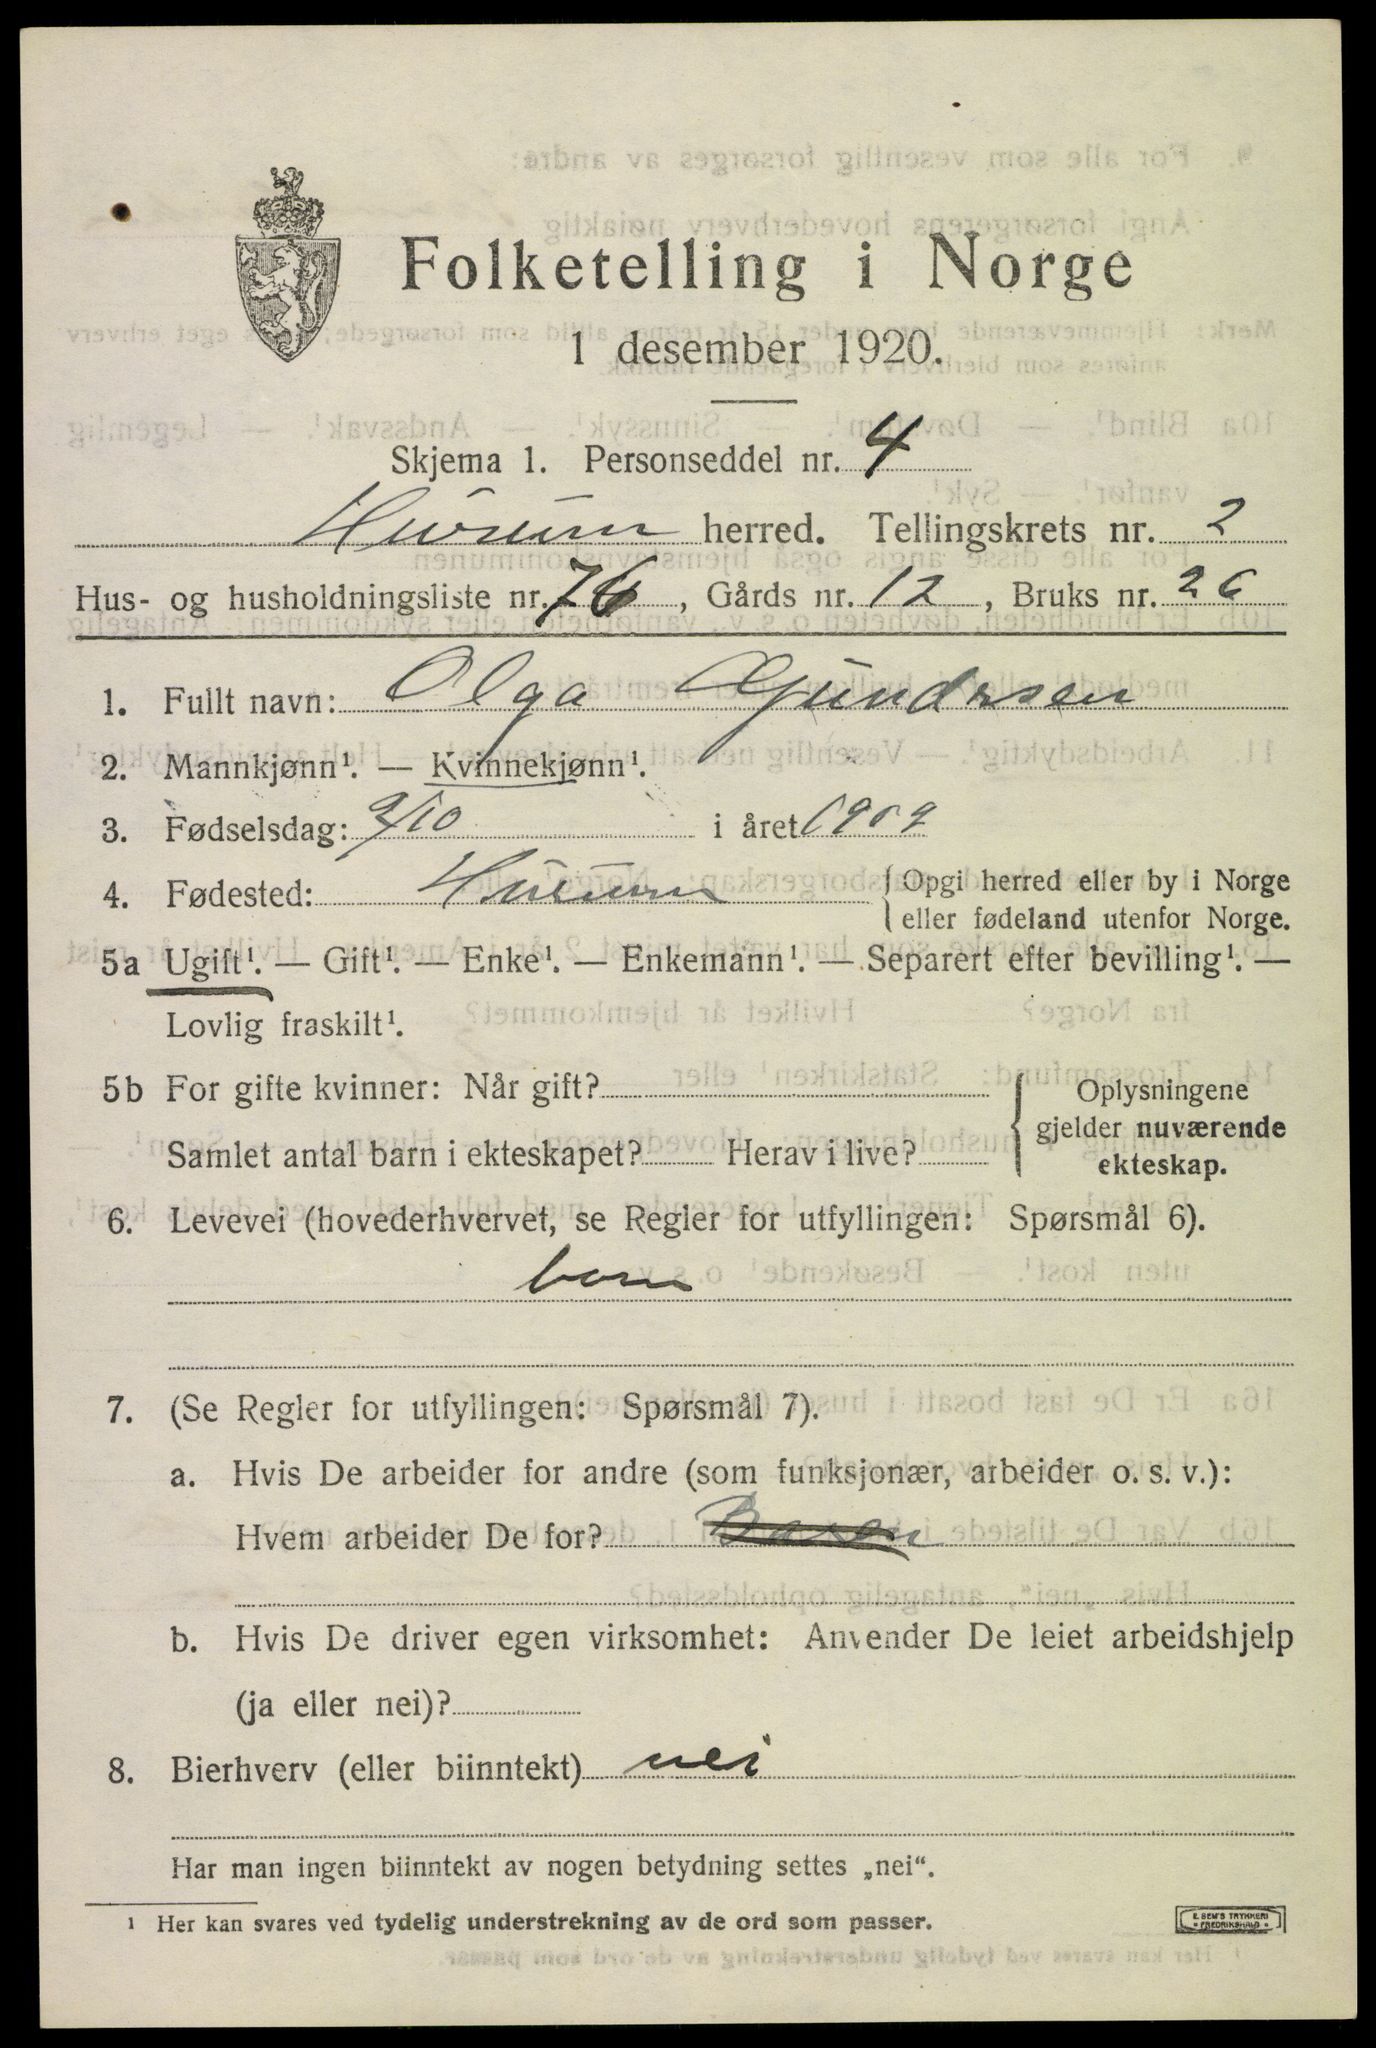 Folketelling i Norge
1 desember 1920.
Skjema 1. Personseddel nr. 4
Hurum herred. Tellingskrets nr. 2
Hus- og husholdningsliste nr. 76, Gårds nr. 12, Bruks nr. 26
1. Fullt navn: Olga Gundersen
2. Mannkjønn¹. — Kvinnekjønn¹.
3. Fødselsdag: 9/10 i året 1909
4. Fødested: Hurum { Opgi herred eller by i Norge
eller fødeland utenfor Norge.
5a Ugift¹. — Gift¹. — Enke¹. — Enkemann¹. — Separert efter bevilling¹. —
Lovlig fraskilt¹.
5b For gifte kvinner: Når gift? { Oplysningene
gjelder nuværende
ekteskap.
Samlet antal barn i ekteskapet? Herav i live?
6. Levevei (hovederhvervet, se Regler for utfyllingen: Spørsmål 6).
barn
7. (Se Regler for utfyllingen: Spørsmål 7).
a. Hvis De arbeider for andre (som funksjonær, arbeider o. s. v.):
Hvem arbeider De for?
b. Hvis De driver egen virksomhet: Anvender De leiet arbeidshjelp
(ja eller nei)?
8. Bierhverv (eller biinntekt) nei
Har man ingen biinntekt av nogen betydning settes „nei“.
¹ Her kan svares ved tydelig understrekning av de ord som passer.
E. SEM'S TRYKKERI
FREDRIKSHALD